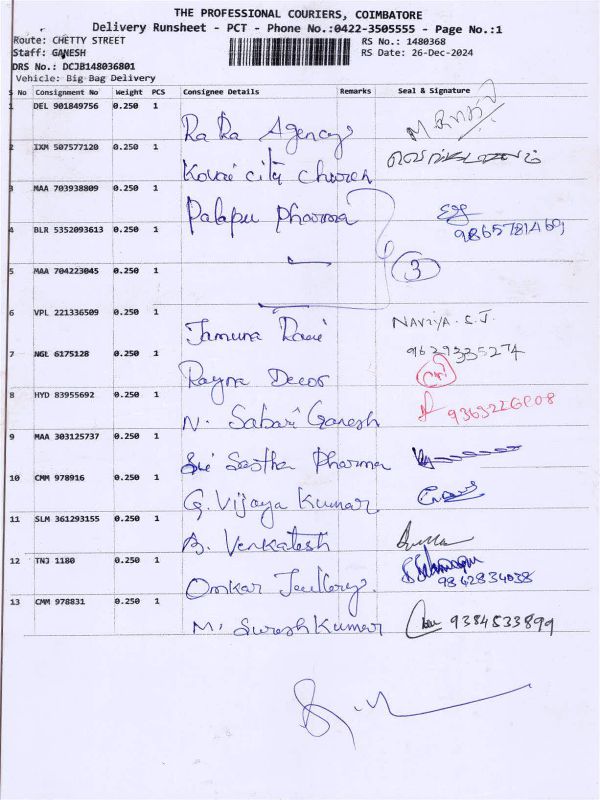 THE PROFESSIONAL COURIERS, COIMBATORE
Delivery Runsheet - PCT - Phone No.:0422-3505555 - Page No.:1
Route: CHETTY STREET RS No.: 1480368
Staff: GANESH RS Date: 26-Dec-2024
DRS No.: DCJB148036801
Vehicle: Big Bag Delivery
S No Consignment No Weight PCS Consignee Details Remarks Seal & Signature
1 DEL 901849756 0.250 1 Ra Ra Agency
2 IXM 507577120 0.250 1 Kovai city Church
3 MAA 703938809 0.250 1 Palapu Pharma
4 BLR 5352093613 0.250 1
5 MAA 704223045 0.250 1 3
6 VPL 221336509 0.250 1 Jamuna Rani NAVIYA. S. J.
7 NGL 6175128 0.250 1 Rayna Decor 9629335274
8 HYD 83955692 0.250 1 N. Sabari Ganesh
9 MAA 303125737 0.250 1 Sri Sastha Pharma
10 CMM 978916 0.250 1 G. Vijaya Kumar
11 SLM 361293155 0.250 1 A. Venkatesh
12 TNJ 1180 0.250 1 Omkar 9842834038
13 CMM 978831 0.250 1 M. Suresh Kumar 9384533899